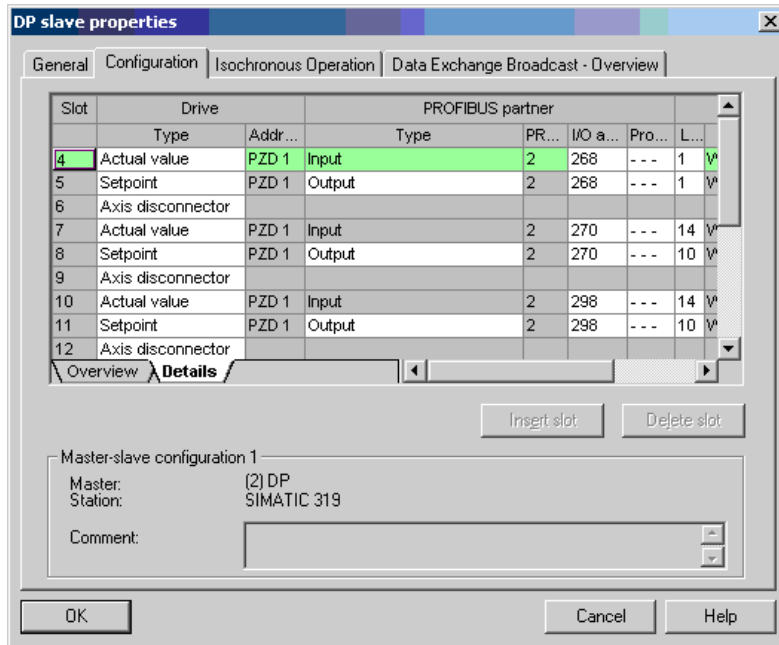 DP slave properties
General Configuration Isochronous Operation Data Exchange Broadcast - Overview
Slot Drive PROFIBUS partner
Type Addr... Type PR... I/O a... Pro... L...
4 Actual value PZD 1 Input 2 268 - - - 1
5 Setpoint PZD 1 Output 2 268 - - - 1
6 Axis disconnector
7 Actual value PZD 1 Input 2 270 - - - 14
8 Setpoint PZD 1 Output 2 270 - - - 10
9 Axis disconnector
10 Actual value PZD 1 Input 2 298 - - - 14
11 Setpoint PZD 1 Output 2 298 - - - 10
12 Axis disconnector
Overview Details
Insert slot Delete slot
Master-slave configuration 1
Master: (2) DP
Station: SIMATIC 319
Comment:
OK Cancel Help